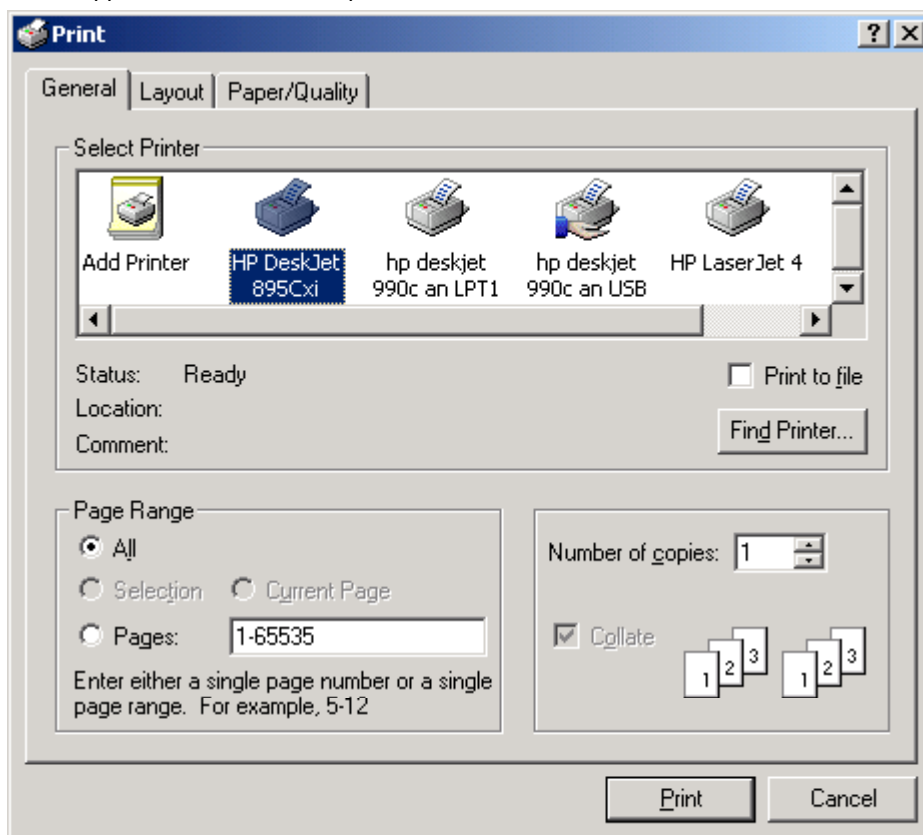 Print
General Layout Paper/Quality
Select Printer
Add Printer
HP DeskJet
895Cxi
hp deskjet
990c an LPT1
hp deskjet
990c an USB
HP LaserJet 4
Status: Ready
Print to file
Location:
Find Printer...
Comment:
Page Range
All
Selection Current Page
Pages: 1-65535
Enter either a single page number or a single
page range. For example, 5-12
Number of copies: 1
Collate
1 2 3 1 2 3
Print Cancel